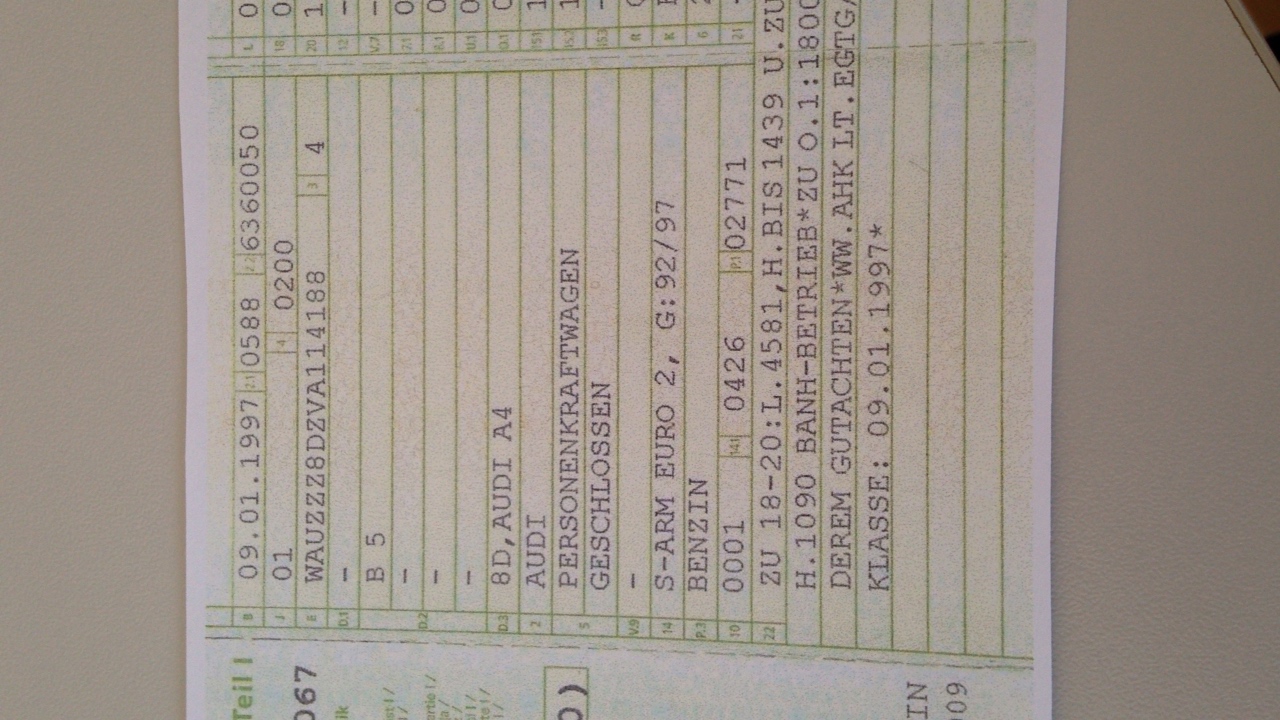 Teil I
067
ik
st I /
I /
ertie I /
ja /
: /
I /
te I /
I /
0)
IN
009
B 09.01.1997 2.1 0588 2.2 6360050
J 01 4 0200
E WAUZZZ8DZVA114188 3 4
D.1 –
B 5
–
D.2
–
–
D.3 8D,AUDI A4
2 AUDI
5 PERSONENKRAFTWAGEN
GESCHLOSSEN
V.9 –
14 S-ARM EURO 2, G:92/97
P.3 BENZIN
10 0001 14.1 0426 P.1 02771
22 ZU 18-20:L.4581,H.BIS 1439 U.ZU
H.1090 BANH-BETRIEB*ZU O.1:1800
DEREM GUTACHTEN*WW.AHK LT.EGTG/
KLASSE: 09.01.1997*
L 0
18 0
20 1
12 –
V.7 –
7.1 0
8.1 0
U.1 0
O.1 0
15.1 1
15.2 1
15.3 –
R
K
6 2
21 –